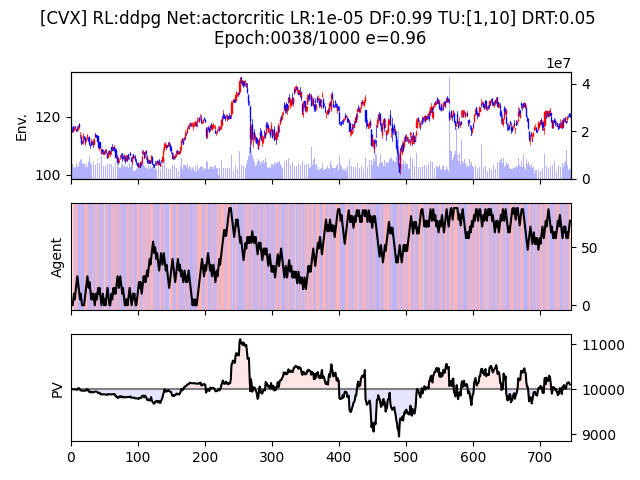 [CVX] RL:ddpg Net:actorcritic LR:1e-05 DF:0.99 TU:[1,10] DRT:0.05
Epoch:0038/1000 e=0.96
1e7
Env.
120
100
4
2
0
Agent
50
0
PV
11000
10000
9000
0 100 200 300 400 500 600 700